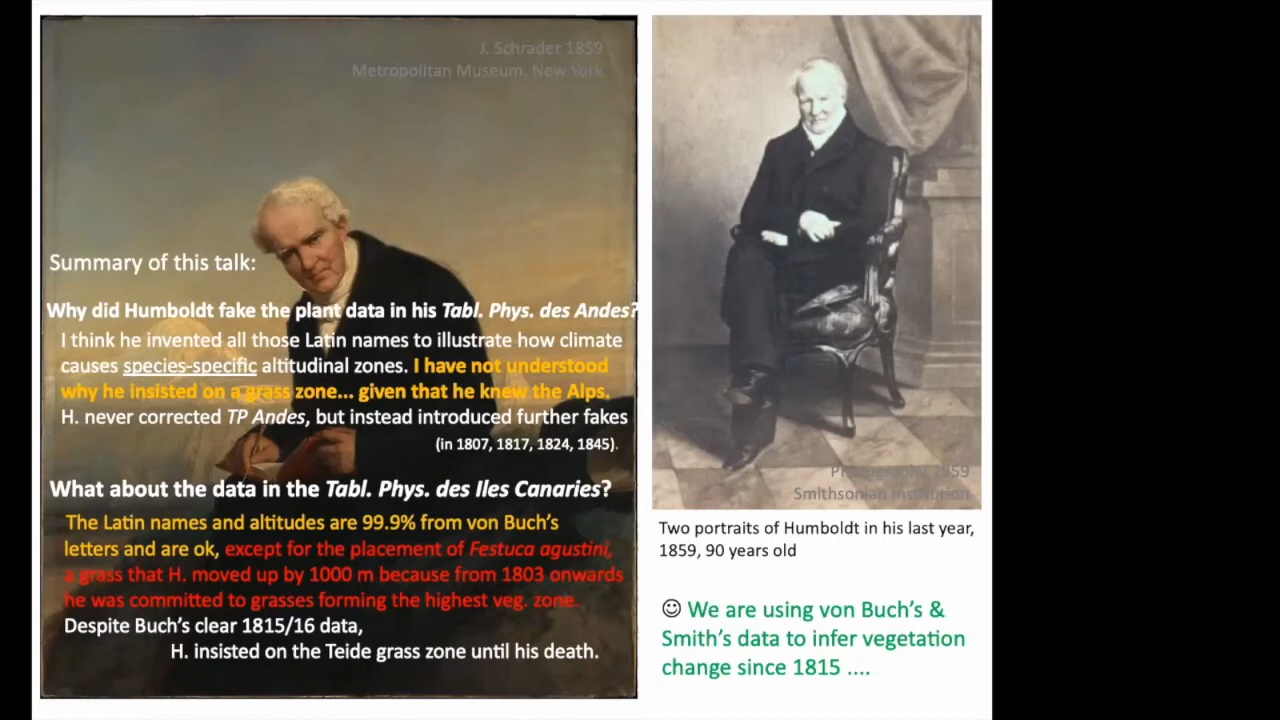 J. Schrader 1859
Metropolitan Museum, New York
Summary of this talk:
Why did Humboldt fake the plant data in his Tabl. Phys. des Andes?
I think he invented all those Latin names to illustrate how climate
causes species-specific altitudinal zones. I have not understood
why he insisted on a grass zone... given that he knew the Alps.
H. never corrected TP Andes, but instead introduced further fakes
(in 1807, 1817, 1824, 1845).
What about the data in the Tabl. Phys. des Iles Canaries?
The Latin names and altitudes are 99.9% from von Buch's
letters and are ok, except for the placement of Festuca agustini,
a grass that H. moved up by 1000 m because from 1803 onwards
he was committed to grasses forming the highest veg. zone.
Despite Buch's clear 1815/16 data,
H. insisted on the Teide grass zone until his death.
1859
Smithsonian Institution
Two portraits of Humboldt in his last year,
1859, 90 years old
☺ We are using von Buch's &
Smith's data to infer vegetation
change since 1815 ....